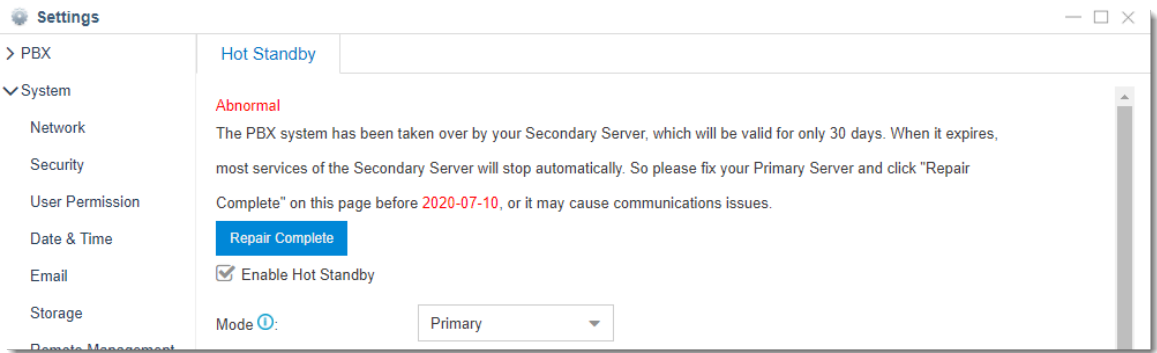 Settings
PBX
Hot Standby
System
Network
Security
User Permission
Date & Time
Email
Storage
Remote Management
Abnormal
The PBX system has been taken over by your Secondary Server, which will be valid for only 30 days. When it expires,
most services of the Secondary Server will stop automatically. So please fix your Primary Server and click "Repair
Complete" on this page before 2020-07-10, or it may cause communications issues.
Repair Complete
Enable Hot Standby
Mode : Primary